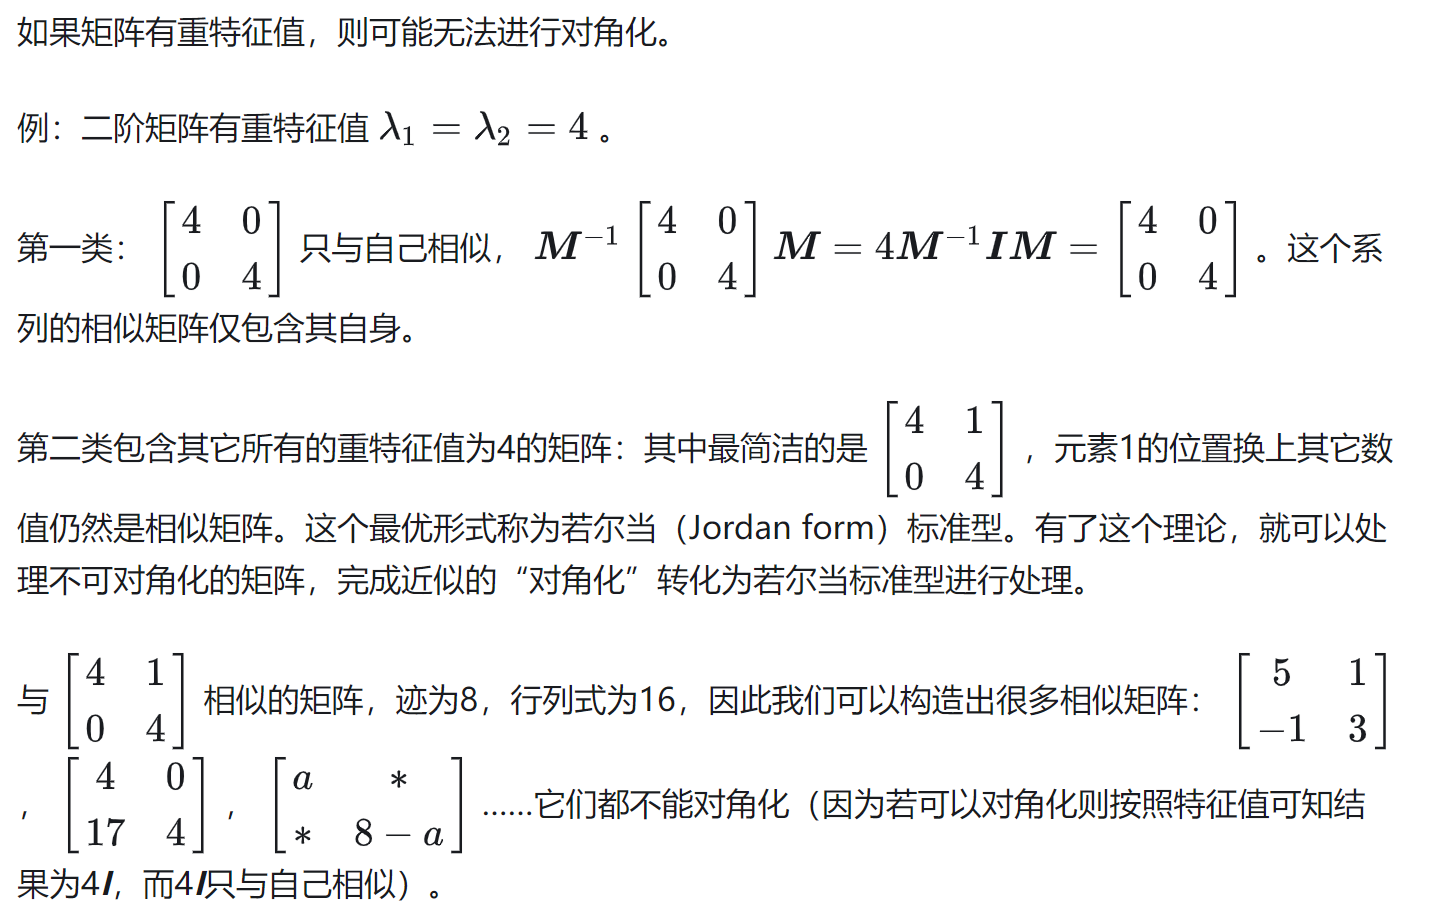 如果矩阵有重特征值，则可能无法进行对角化。
例：二阶矩阵有重特征值 $\lambda_1 = \lambda_2 = 4$ 。
第一类： $\begin{bmatrix} 4 & 0 \\ 0 & 4 \end{bmatrix}$ 只与自己相似， $\boldsymbol{M}^{-1} \begin{bmatrix} 4 & 0 \\ 0 & 4 \end{bmatrix} \boldsymbol{M} = 4\boldsymbol{M}^{-1}\boldsymbol{I}\boldsymbol{M} = \begin{bmatrix} 4 & 0 \\ 0 & 4 \end{bmatrix}$ 。这个系
列的相似矩阵仅包含其自身。
第二类包含其它所有的重特征值为4的矩阵：其中最简洁的是 $\begin{bmatrix} 4 & 1 \\ 0 & 4 \end{bmatrix}$ ，元素1的位置换上其它数
值仍然是相似矩阵。这个最优形式称为若尔当（Jordan form）标准型。有了这个理论，就可以处
理不可对角化的矩阵，完成近似的“对角化”转化为若尔当标准型进行处理。
与 $\begin{bmatrix} 4 & 1 \\ 0 & 4 \end{bmatrix}$ 相似的矩阵，迹为8，行列式为16，因此我们可以构造出很多相似矩阵： $\begin{bmatrix} 5 & 1 \\ -1 & 3 \end{bmatrix}$
， $\begin{bmatrix} 4 & 0 \\ 17 & 4 \end{bmatrix}$ ， $\begin{bmatrix} a & * \\ * & 8-a \end{bmatrix}$ ……它们都不能对角化（因为若可以对角化则按照特征值可知结
果为4$\boldsymbol{I}$，而4$\boldsymbol{I}$只与自己相似）。